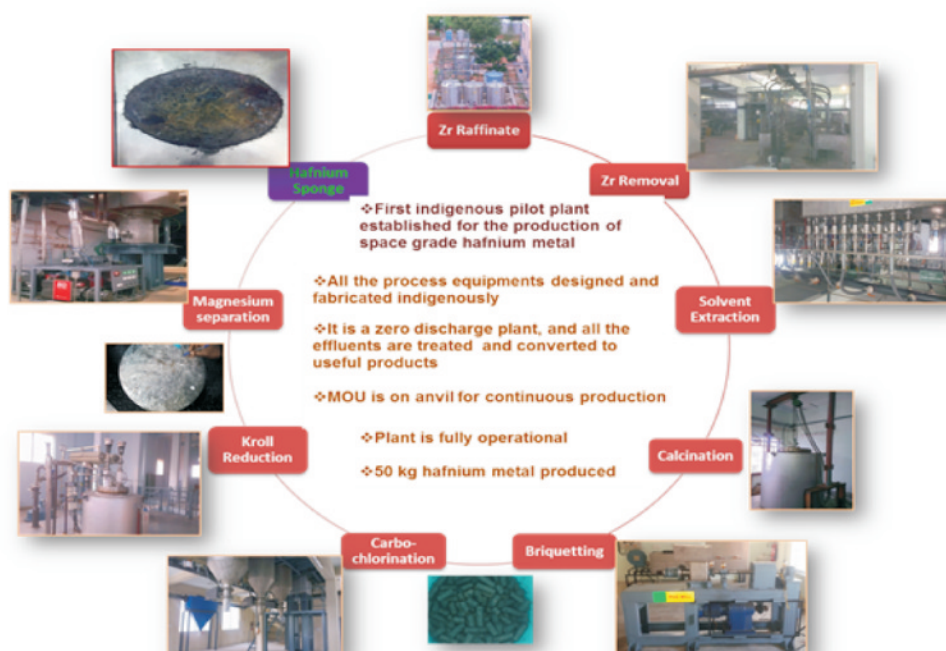 Zr Raffinate
Zr Removal
Solvent
Extraction
Calcination
Briquetting
Carbo-
chlorination
Kroll
Reduction
Magnesium
separation
Hafnium
Sponge
❖First indigenous pilot plant
established for the production of
space grade hafnium metal
❖All the process equipments designed and
fabricated indigenously
❖It is a zero discharge plant, and all the
effluents are treated and converted to
useful products
❖MOU is on anvil for continuous production
❖Plant is fully operational
❖50 kg hafnium metal produced